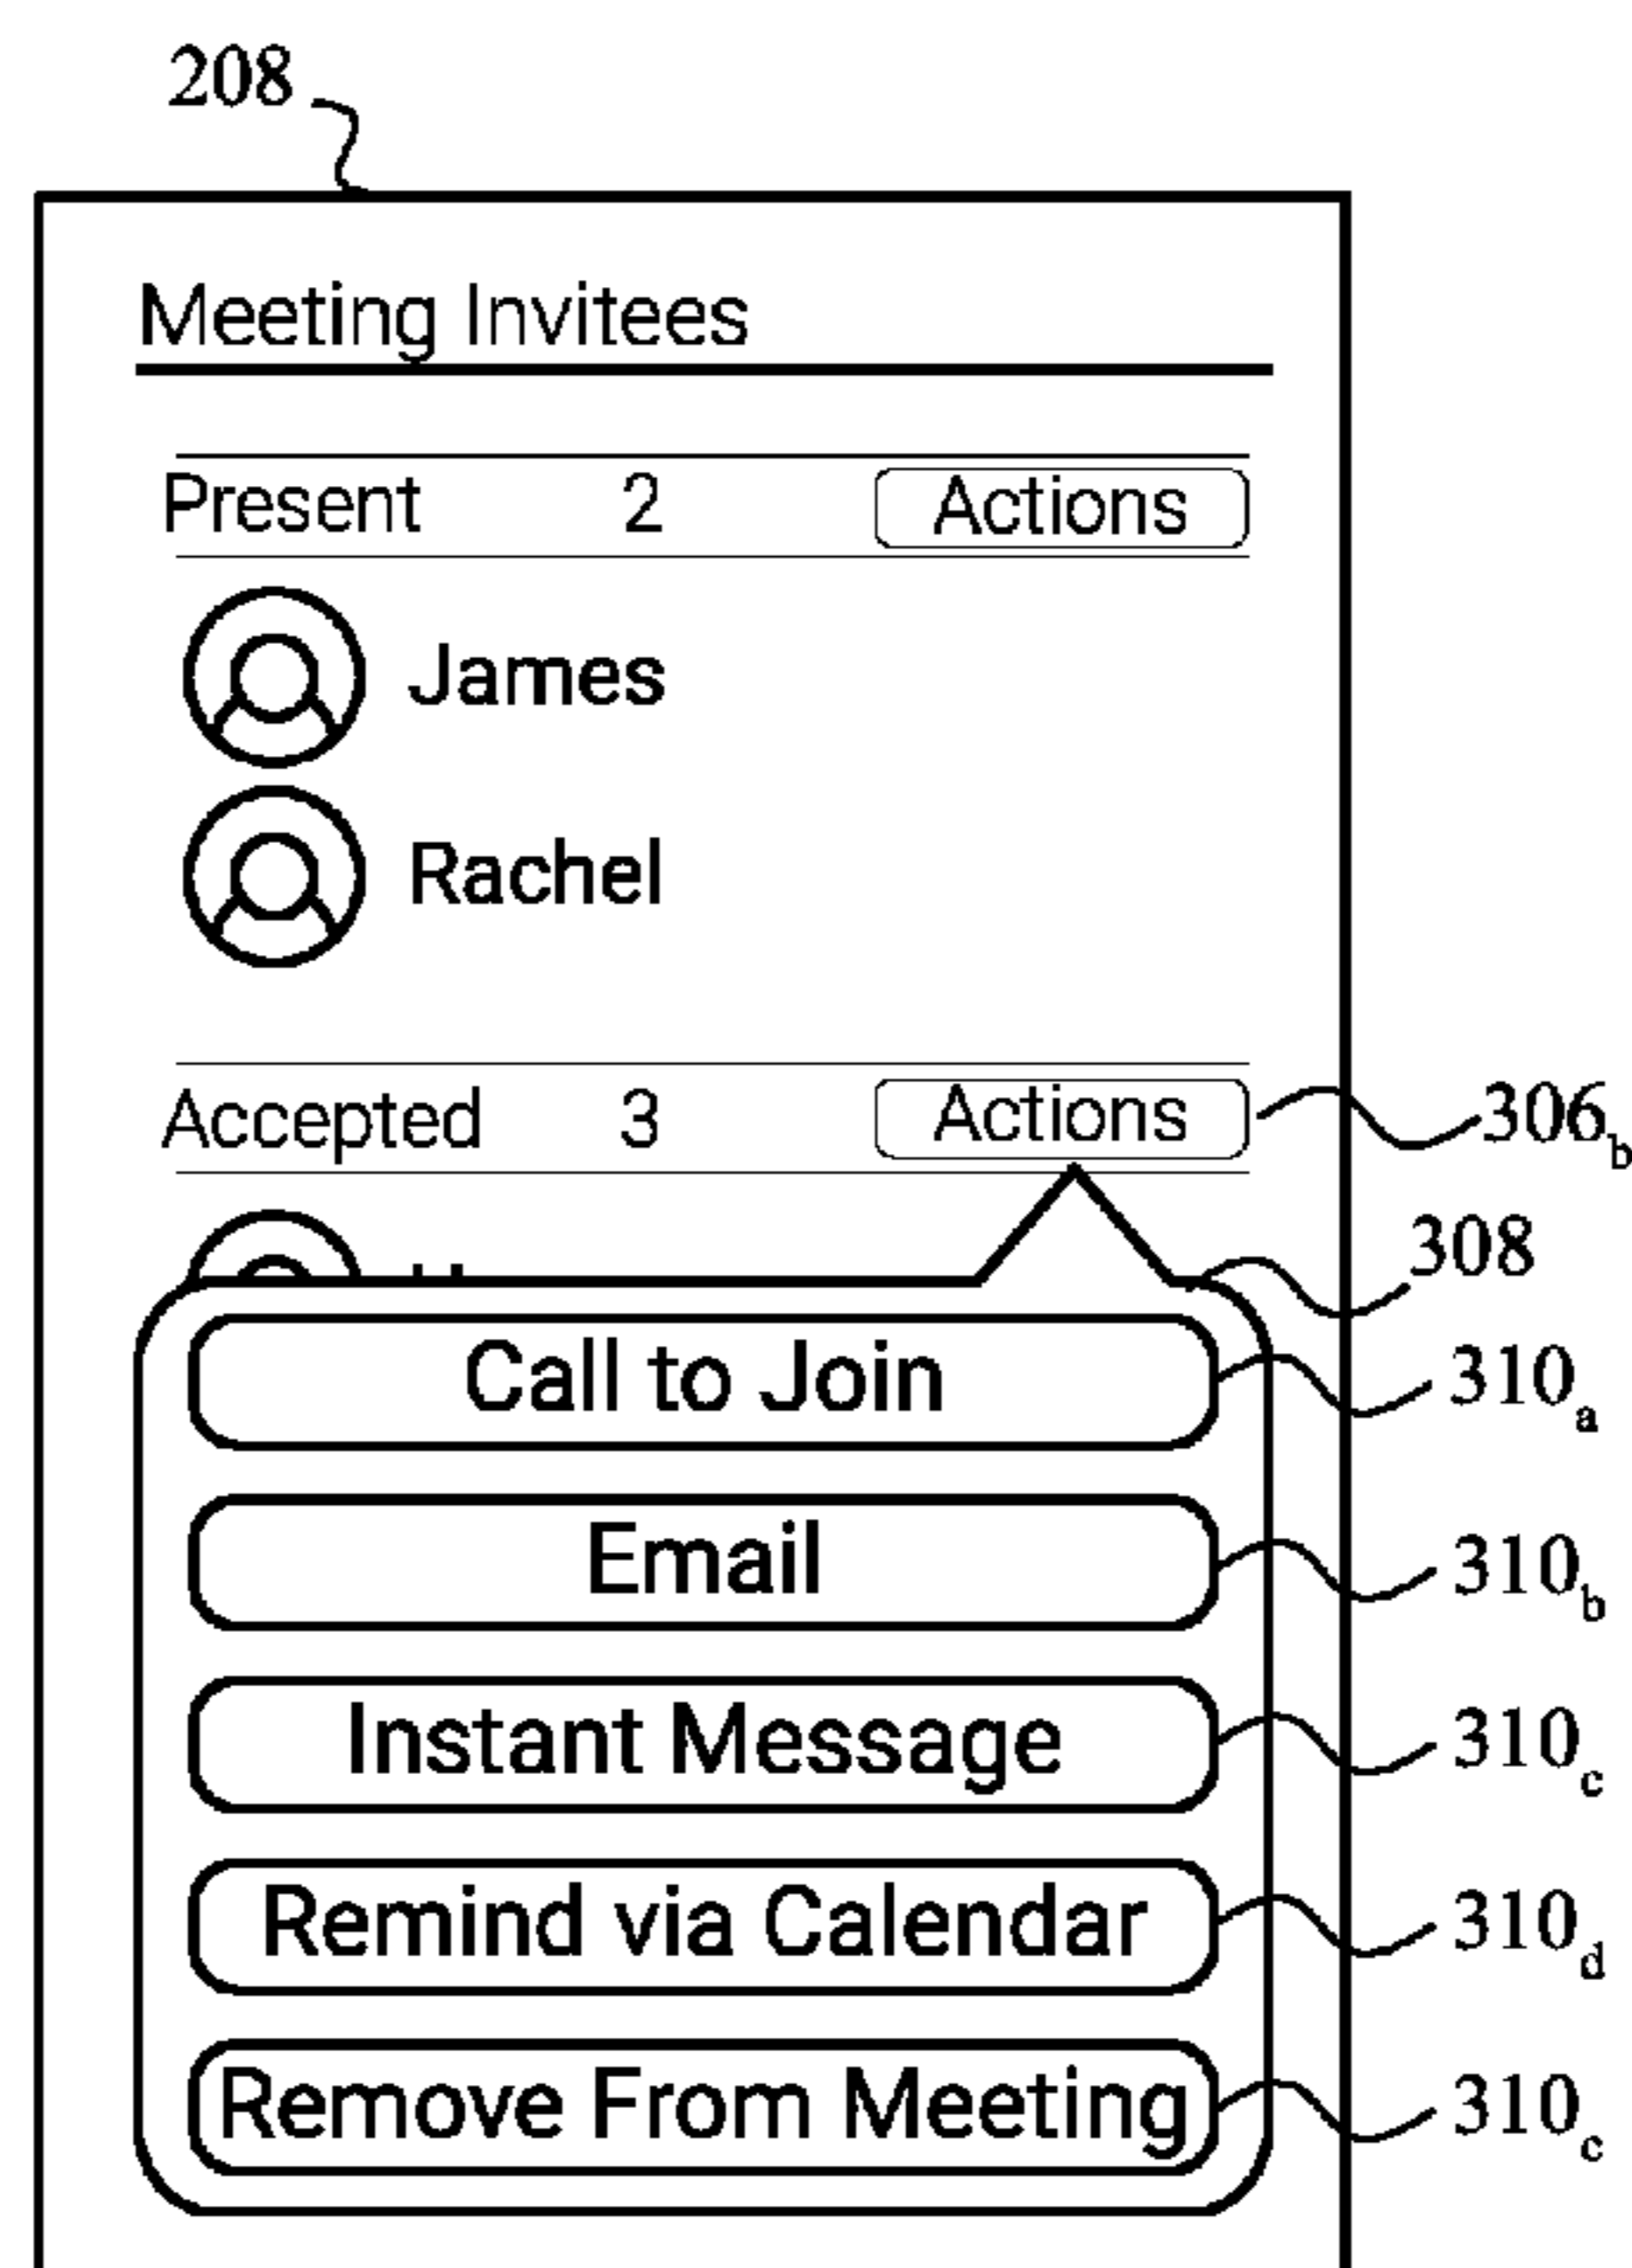 208
Meeting Invitees
Present 2 Actions
James
Rachel
Accepted 3 Actions 306b
308
Call to Join 310a
Email 310b
Instant Message 310c
Remind via Calendar 310d
Remove From Meeting 310c